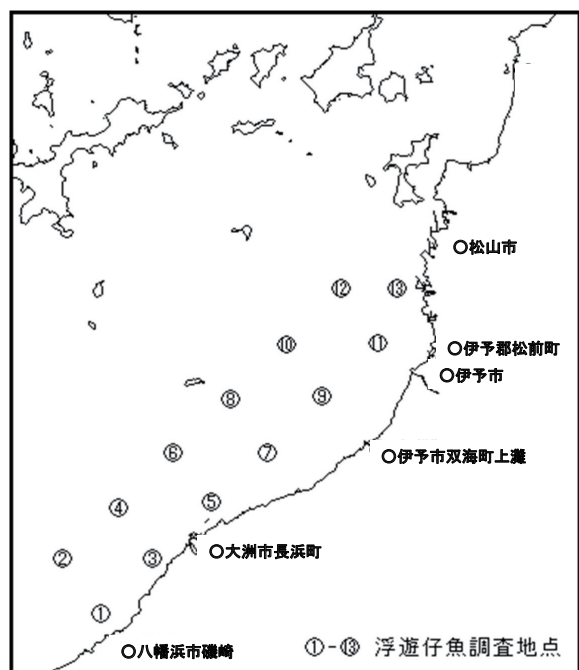 ○松山市
⑫
⑬
⑩
⑪
○伊予郡松前町
○伊予市
⑧
⑨
⑥
⑦
○伊予市双海町上灘
④
⑤
②
③
○大洲市長浜町
①
○八幡浜市磯崎
①-⑬ 浮遊仔魚調査地点